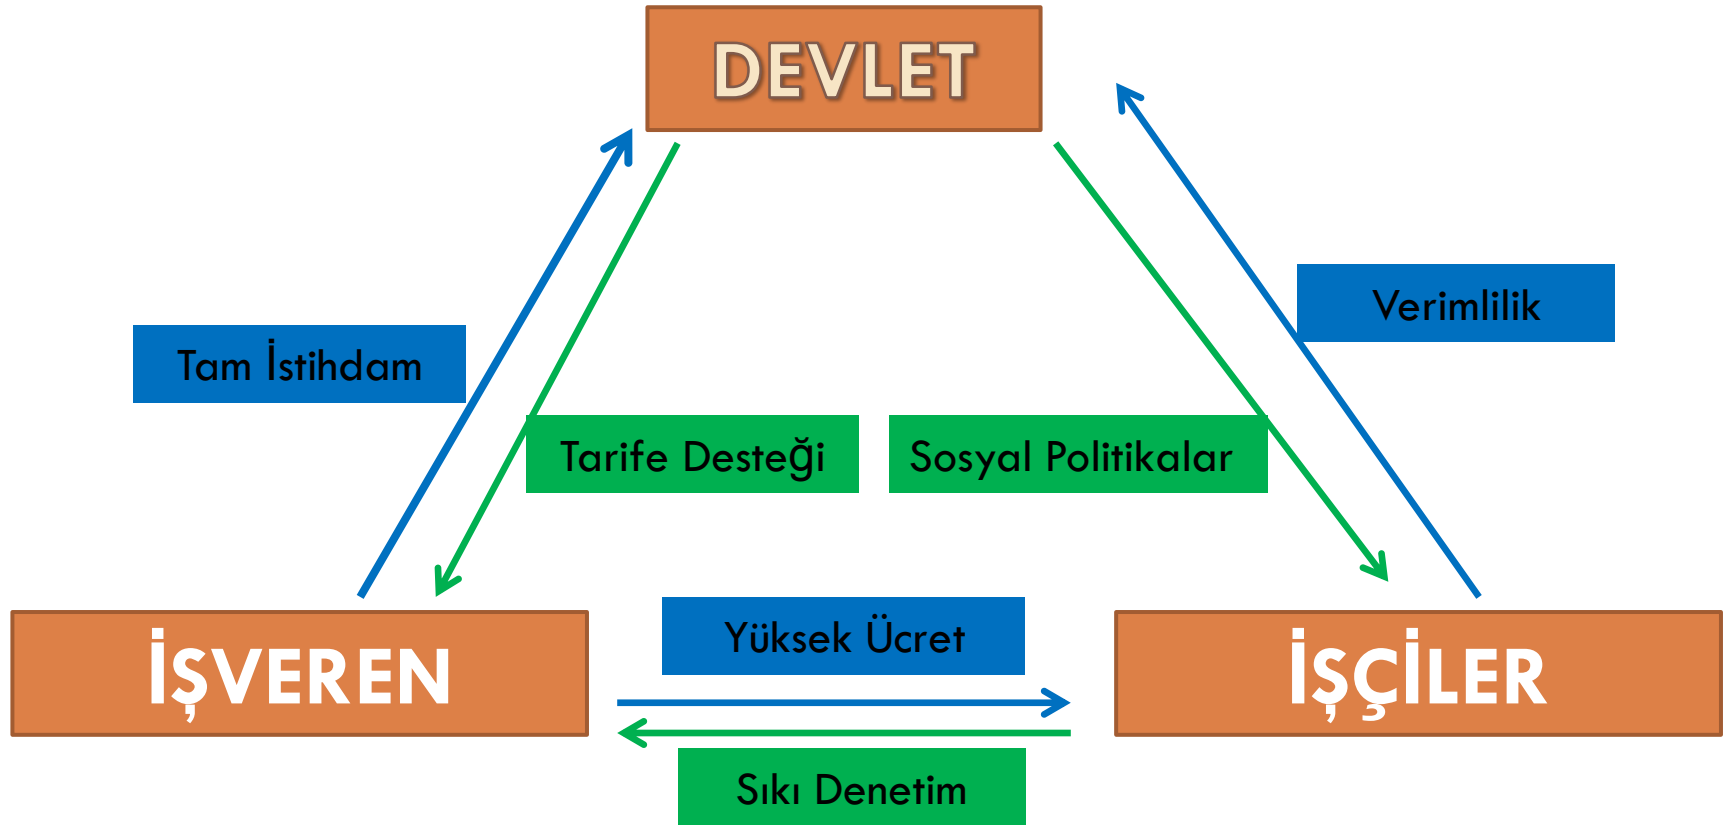 DEVLET
Verimlilik
Tam İstihdam
Tarife Desteği
Sosyal Politikalar
Yüksek Ücret
İŞVEREN
İŞÇİLER
Sıkı Denetim